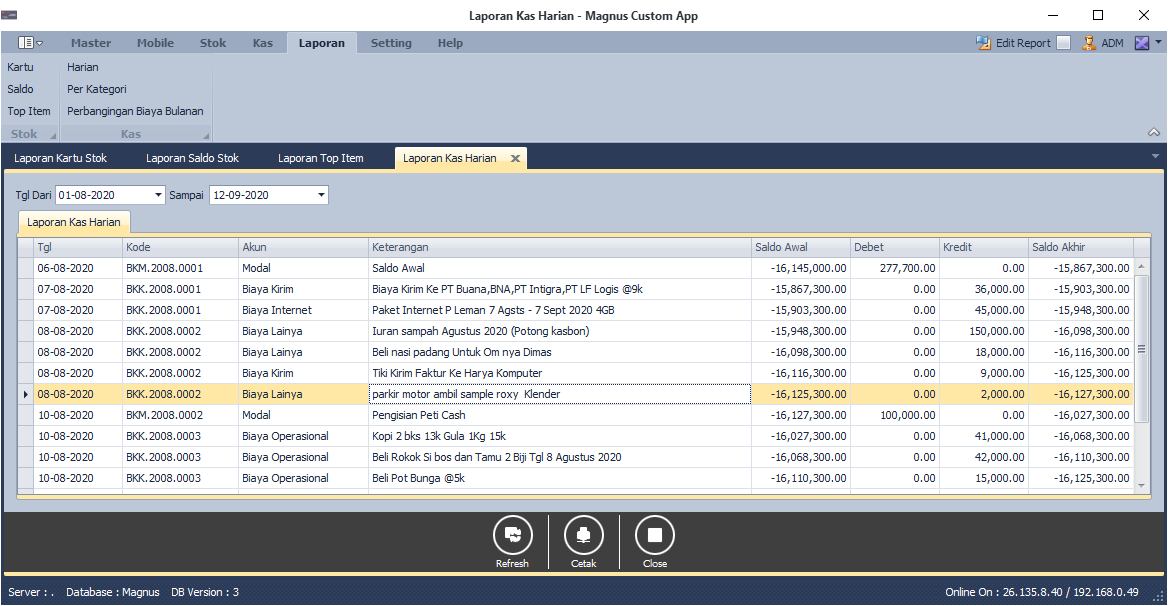 Laporan Kas Harian - Magnus Custom App
Master Mobile Stok Kas Laporan Setting Help Edit Report ADM
Kartu Harian
Saldo Per Kategori
Top Item Perbangingan Biaya Bulanan
Stok Kas
Laporan Kartu Stok Laporan Saldo Stok Laporan Top Item Laporan Kas Harian
Tgl Dari 01-08-2020 Sampai 12-09-2020
Laporan Kas Harian
Tgl Kode Akun Keterangan Saldo Awal Debet Kredit Saldo Akhir
06-08-2020 BKM.2008.0001 Modal Saldo Awal -16,145,000.00 277,700.00 0.00 -15,867,300.00
07-08-2020 BKK.2008.0001 Biaya Kirim Biaya Kirim Ke PT Buana,BNA,PT Intigra,PT LF Logis @9k -15,867,300.00 0.00 36,000.00 -15,903,300.00
07-08-2020 BKK.2008.0001 Biaya Internet Paket Internet P Leman 7 Agsts - 7 Sept 2020 4GB -15,903,300.00 0.00 45,000.00 -15,948,300.00
08-08-2020 BKK.2008.0002 Biaya Lainya Iuran sampah Agustus 2020 (Potong kasbon) -15,948,300.00 0.00 150,000.00 -16,098,300.00
08-08-2020 BKK.2008.0002 Biaya Lainya Beli nasi padang Untuk Om nya Dimas -16,098,300.00 0.00 18,000.00 -16,116,300.00
08-08-2020 BKK.2008.0002 Biaya Kirim Tiki Kirim Faktur Ke Harya Komputer -16,116,300.00 0.00 9,000.00 -16,125,300.00
08-08-2020 BKK.2008.0002 Biaya Lainya parkir motor ambil sample roxy Klender -16,125,300.00 0.00 2,000.00 -16,127,300.00
10-08-2020 BKM.2008.0002 Modal Pengisian Peti Cash -16,127,300.00 100,000.00 0.00 -16,027,300.00
10-08-2020 BKK.2008.0003 Biaya Operasional Kopi 2 bks 13k Gula 1Kg 15k -16,027,300.00 0.00 41,000.00 -16,068,300.00
10-08-2020 BKK.2008.0003 Biaya Operasional Beli Rokok Si bos dan Tamu 2 Biji Tgl 8 Agustus 2020 -16,068,300.00 0.00 42,000.00 -16,110,300.00
10-08-2020 BKK.2008.0003 Biaya Operasional Beli Pot Bunga @5k -16,110,300.00 0.00 15,000.00 -16,125,300.00
Refresh Cetak Close
Server : . Database : Magnus DB Version : 3 Online On : 26.135.8.40 / 192.168.0.49